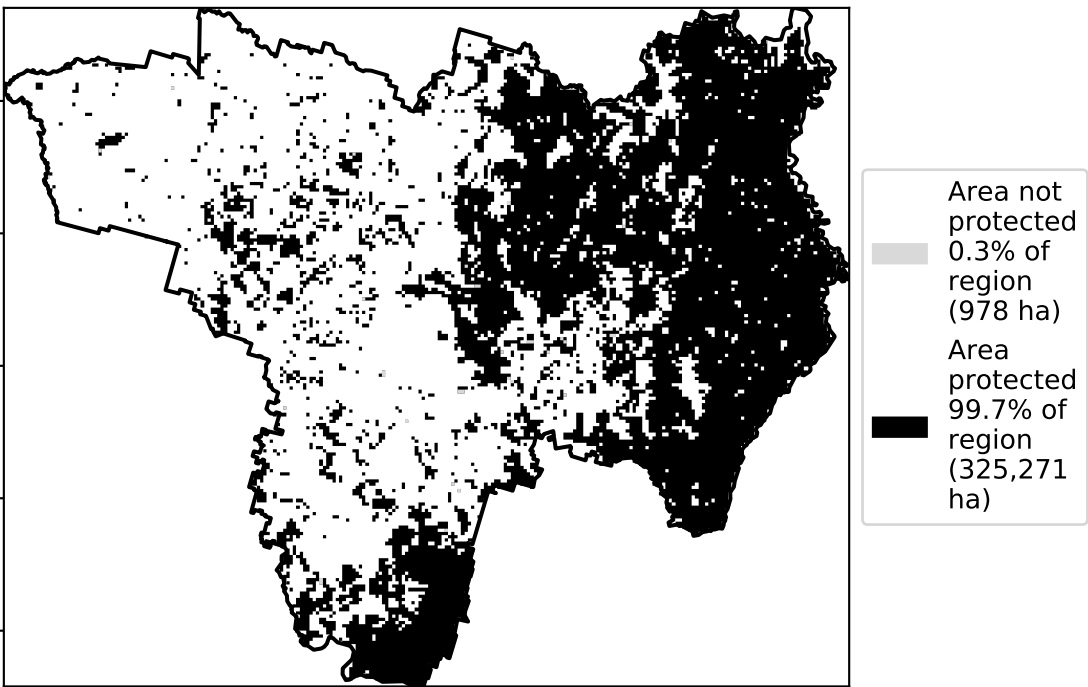 Area not
protected
0.3% of
region
(978 ha)
Area
protected
99.7% of
region
(325,271
ha)